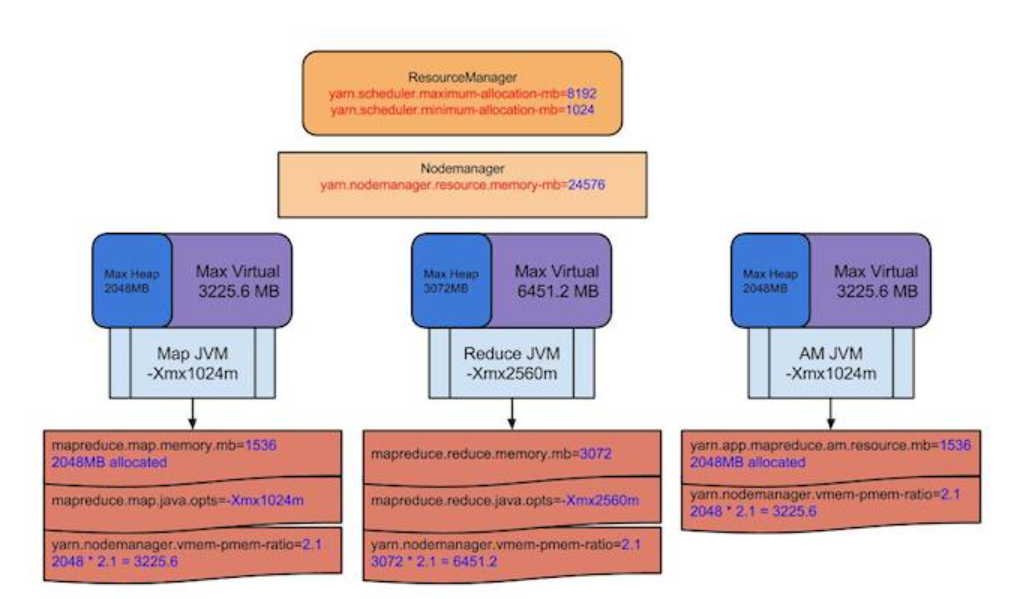 ResourceManager
yarn.scheduler.maximum-allocation-mb=8192
yarn.scheduler.minimum-allocation-mb=1024
Nodemanager
yarn.nodemanager.resource.memory-mb=24576
Max Heap
2048MB
Max Virtual
3225.6 MB
Map JVM
-Xmx1024m
mapreduce.map.memory.mb=1536
2048MB allocated
mapreduce.map.java.opts=-Xmx1024m
yarn.nodemanager.vmem-pmem-ratio=2.1
2048 * 2.1 = 3225.6
Max Heap
3072MB
Max Virtual
6451.2 MB
Reduce JVM
-Xmx2560m
mapreduce.reduce.memory.mb=3072
mapreduce.reduce.java.opts=-Xmx2560m
yarn.nodemanager.vmem-pmem-ratio=2.1
3072 * 2.1 = 6451.2
Max Heap
2048MB
Max Virtual
3225.6 MB
AM JVM
-Xmx1024m
yarn.app.mapreduce.am.resource.mb=1536
2048MB allocated
yarn.nodemanager.vmem-pmem-ratio=2.1
2048 * 2.1 = 3225.6